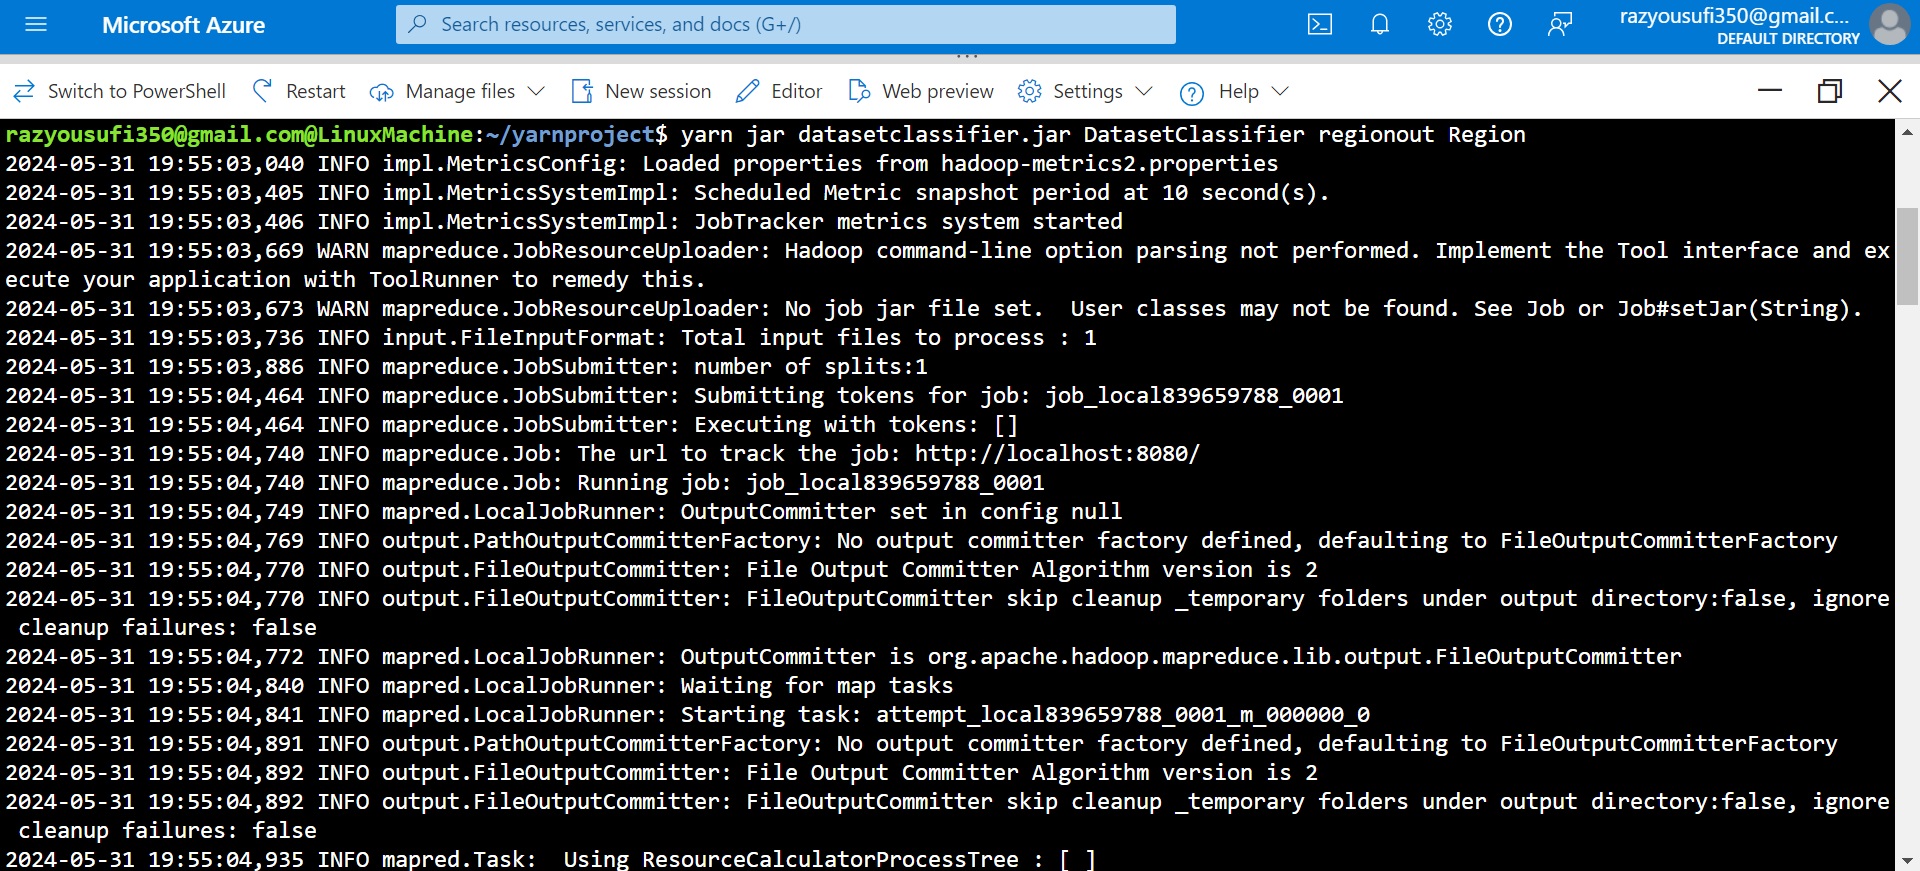 Microsoft Azure
Search resources, services, and docs (G+/)
razyousufi350@gmail.c...
DEFAULT DIRECTORY
Switch to PowerShell Restart Manage files New session Editor Web preview Settings Help
razyousufi350@gmail.com@LinuxMachine:~/yarnproject$ yarn jar datasetclassifier.jar DatasetClassifier regionout Region
2024-05-31 19:55:03,040 INFO impl.MetricsConfig: Loaded properties from hadoop-metrics2.properties
2024-05-31 19:55:03,405 INFO impl.MetricsSystemImpl: Scheduled Metric snapshot period at 10 second(s).
2024-05-31 19:55:03,406 INFO impl.MetricsSystemImpl: JobTracker metrics system started
2024-05-31 19:55:03,669 WARN mapreduce.JobResourceUploader: Hadoop command-line option parsing not performed. Implement the Tool interface and ex
ecute your application with ToolRunner to remedy this.
2024-05-31 19:55:03,673 WARN mapreduce.JobResourceUploader: No job jar file set.  User classes may not be found. See Job or Job#setJar(String).
2024-05-31 19:55:03,736 INFO input.FileInputFormat: Total input files to process : 1
2024-05-31 19:55:03,886 INFO mapreduce.JobSubmitter: number of splits:1
2024-05-31 19:55:04,464 INFO mapreduce.JobSubmitter: Submitting tokens for job: job_local839659788_0001
2024-05-31 19:55:04,464 INFO mapreduce.JobSubmitter: Executing with tokens: []
2024-05-31 19:55:04,740 INFO mapreduce.Job: The url to track the job: http://localhost:8080/
2024-05-31 19:55:04,740 INFO mapreduce.Job: Running job: job_local839659788_0001
2024-05-31 19:55:04,749 INFO mapred.LocalJobRunner: OutputCommitter set in config null
2024-05-31 19:55:04,769 INFO output.PathOutputCommitterFactory: No output committer factory defined, defaulting to FileOutputCommitterFactory
2024-05-31 19:55:04,770 INFO output.FileOutputCommitter: File Output Committer Algorithm version is 2
2024-05-31 19:55:04,770 INFO output.FileOutputCommitter: FileOutputCommitter skip cleanup _temporary folders under output directory:false, ignore
 cleanup failures: false
2024-05-31 19:55:04,772 INFO mapred.LocalJobRunner: OutputCommitter is org.apache.hadoop.mapreduce.lib.output.FileOutputCommitter
2024-05-31 19:55:04,840 INFO mapred.LocalJobRunner: Waiting for map tasks
2024-05-31 19:55:04,841 INFO mapred.LocalJobRunner: Starting task: attempt_local839659788_0001_m_000000_0
2024-05-31 19:55:04,891 INFO output.PathOutputCommitterFactory: No output committer factory defined, defaulting to FileOutputCommitterFactory
2024-05-31 19:55:04,892 INFO output.FileOutputCommitter: File Output Committer Algorithm version is 2
2024-05-31 19:55:04,892 INFO output.FileOutputCommitter: FileOutputCommitter skip cleanup _temporary folders under output directory:false, ignore
 cleanup failures: false
2024-05-31 19:55:04,935 INFO mapred.Task:  Using ResourceCalculatorProcessTree : [ ]